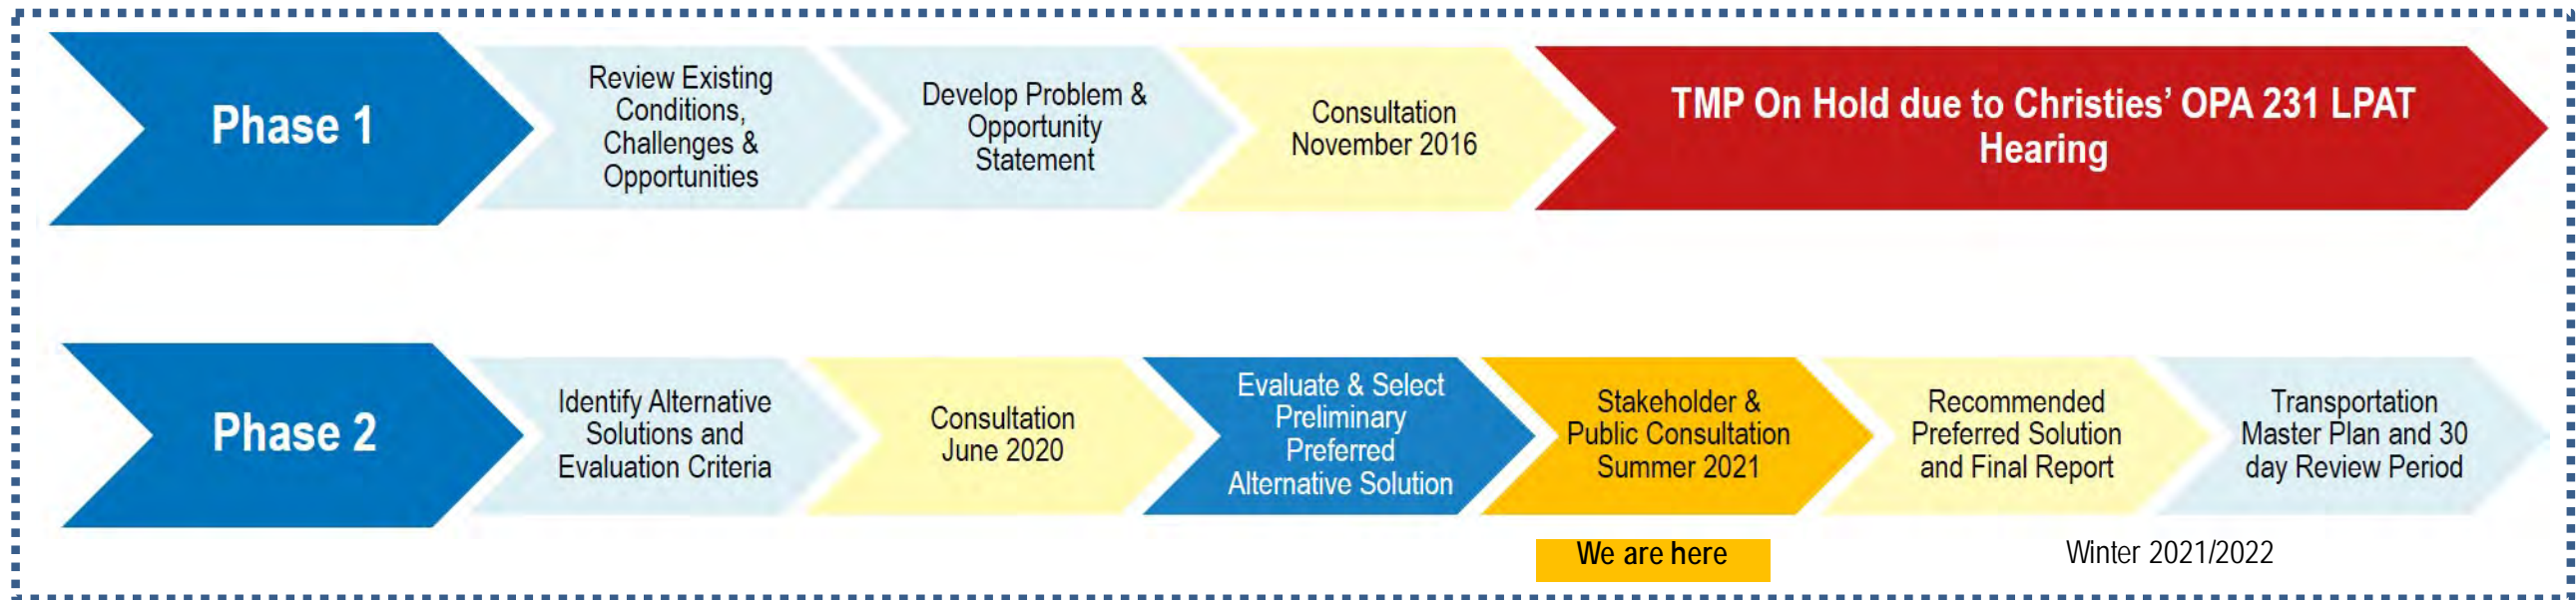 Phase 1
Review Existing
Conditions,
Challenges &
Opportunities
Develop Problem &
Opportunity
Statement
Consultation
November 2016
TMP On Hold due to Christies' OPA 231 LPAT
Hearing
Phase 2
Identify Alternative
Solutions and
Evaluation Criteria
Consultation
June 2020
Evaluate & Select
Preliminary
Preferred
Alternative Solution
Stakeholder &
Public Consultation
Summer 2021
Recommended
Preferred Solution
and Final Report
Transportation
Master Plan and 30
day Review Period
We are here
Winter 2021/2022